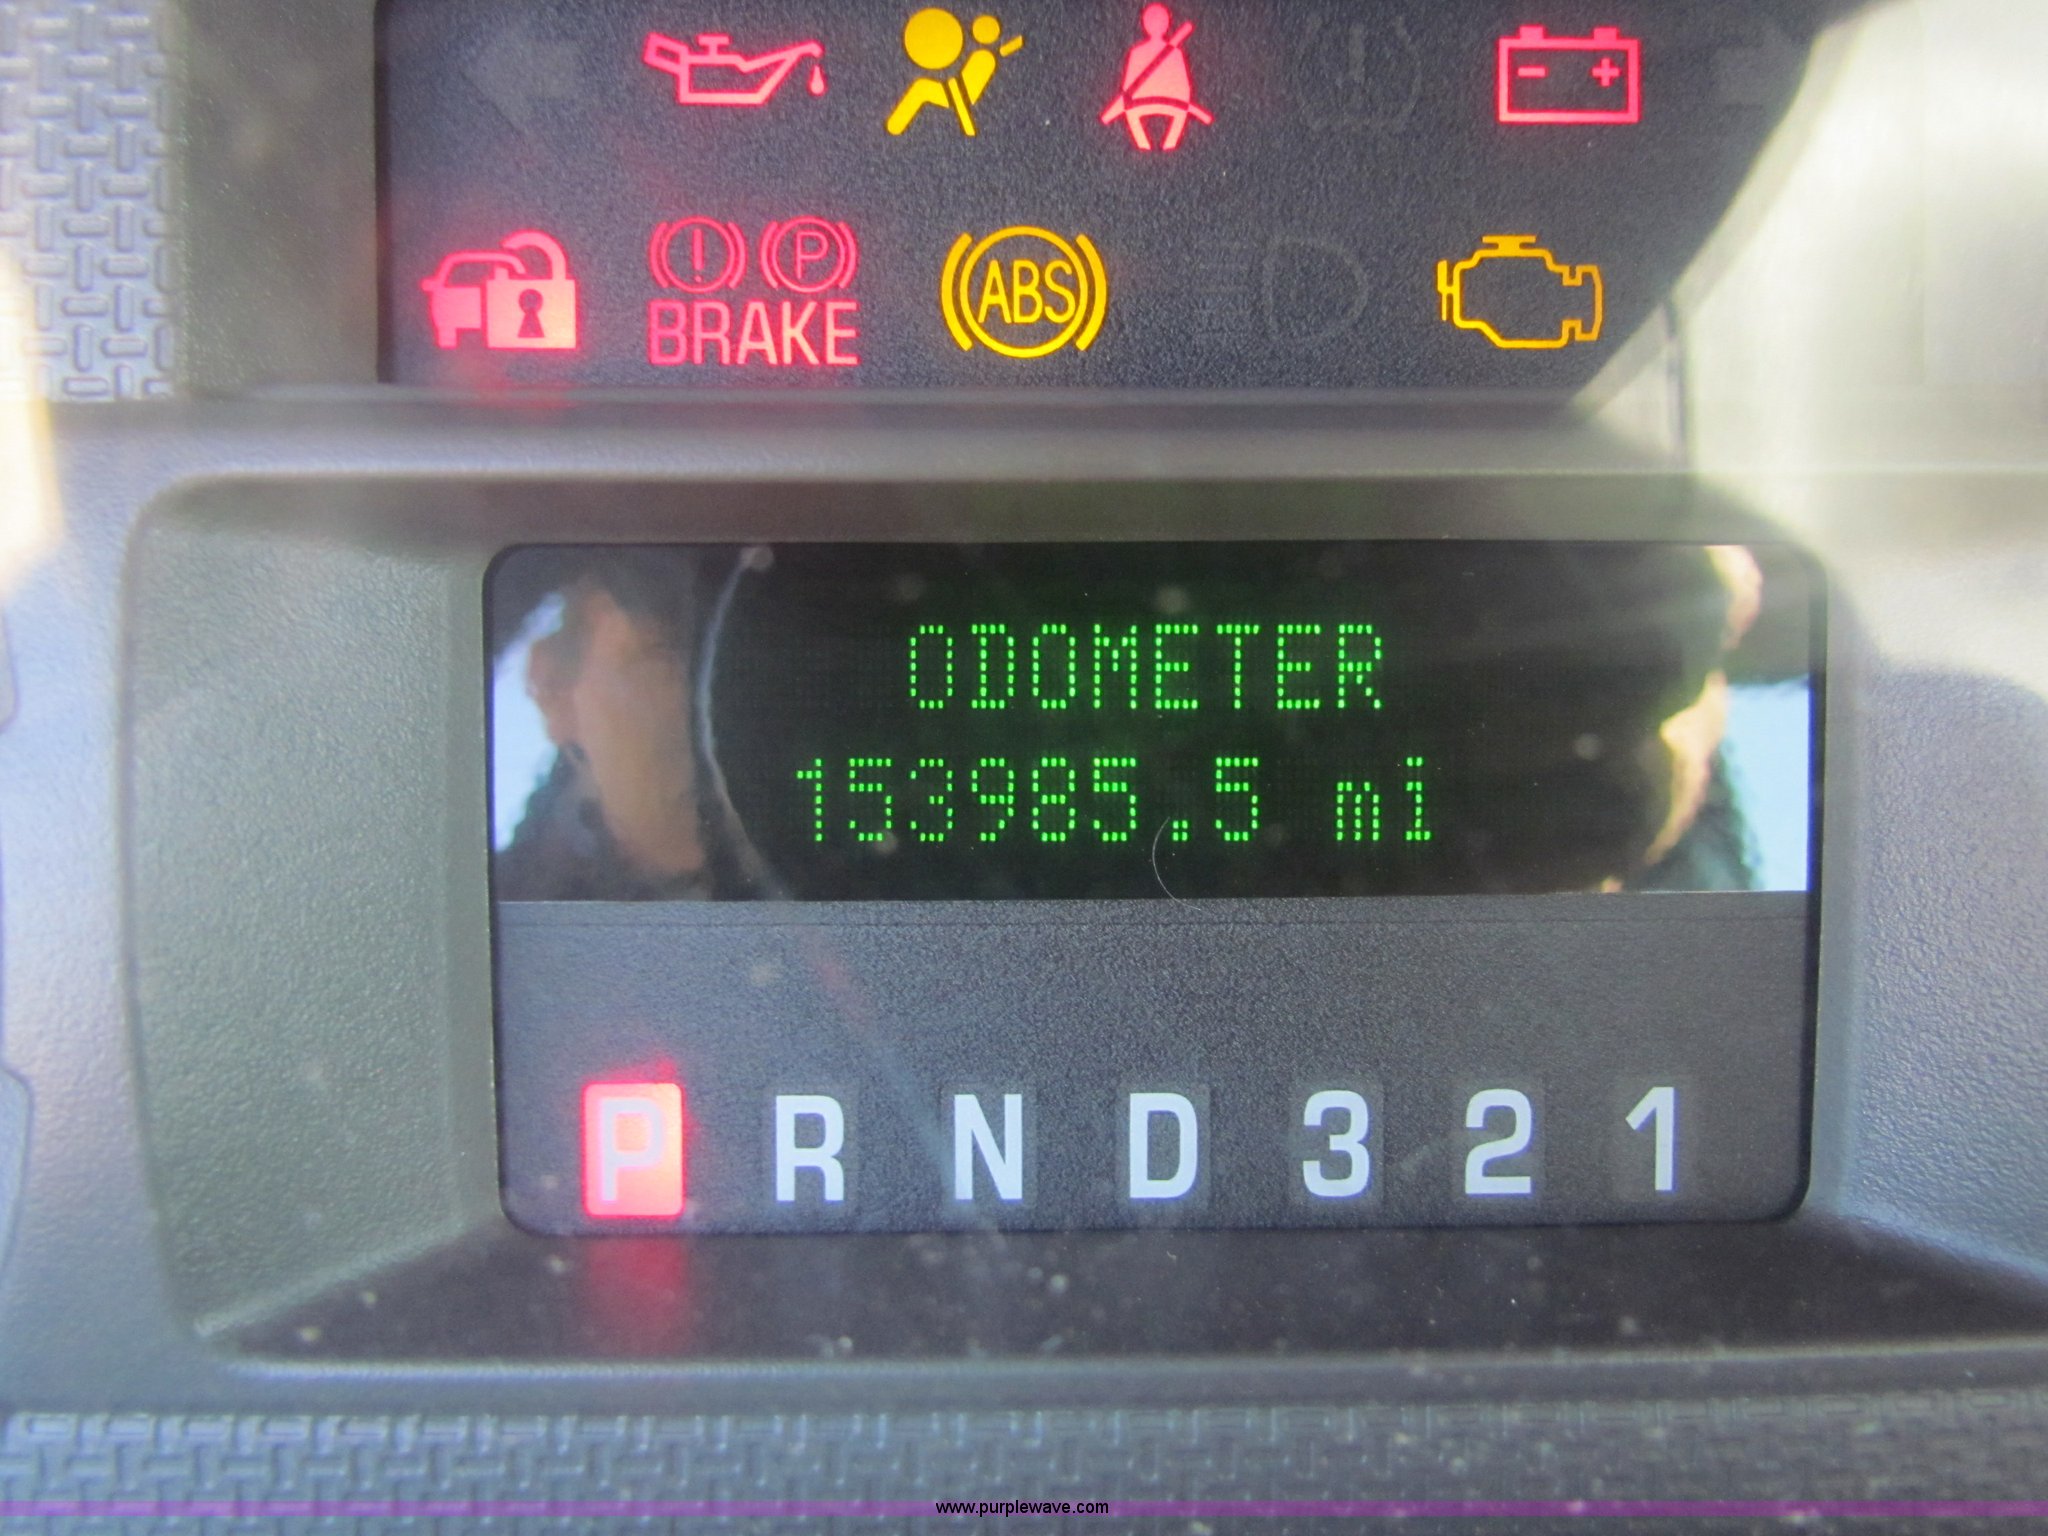 BRAKE
ABS
ODOMETER
153985.5 mi
P R N D 3 2 1
www.purplewave.com